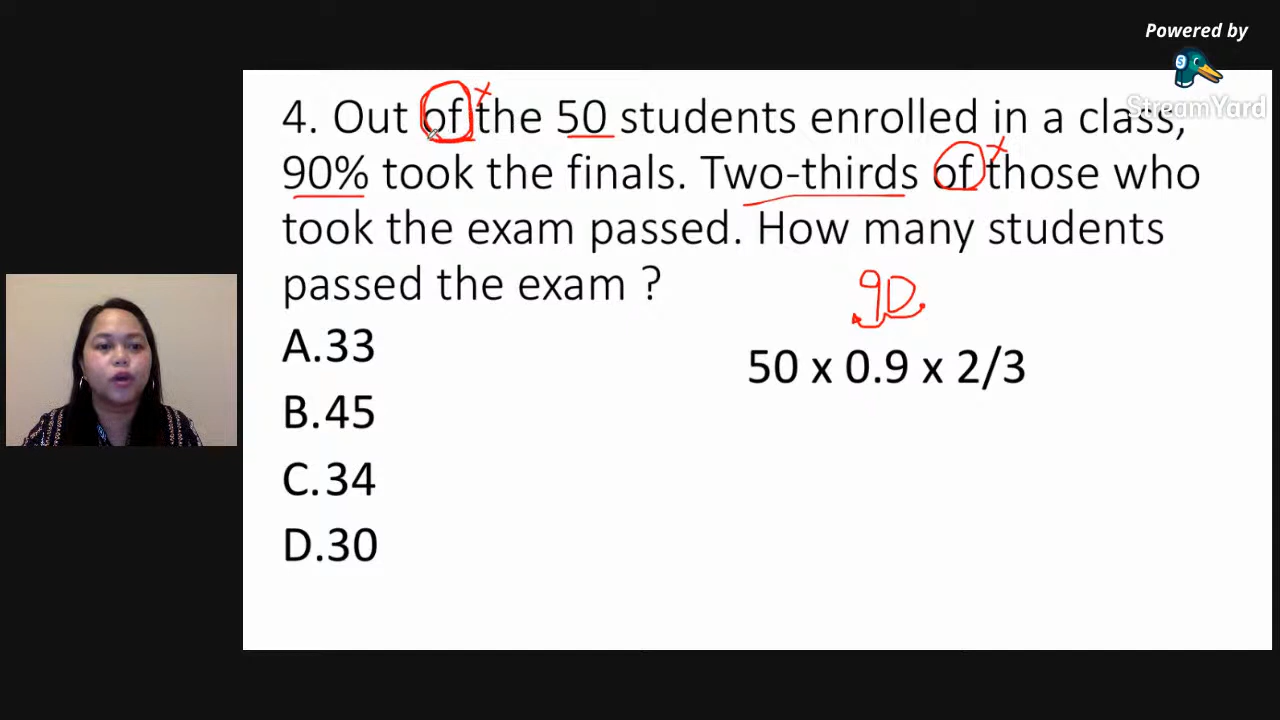 Powered by
StreamYard
4. Out of the 50 students enrolled in a class,
90% took the finals. Two-thirds of those who
took the exam passed. How many students
passed the exam ?
x
x
90
A.33
50 x 0.9 x 2/3
B.45
C.34
D.30